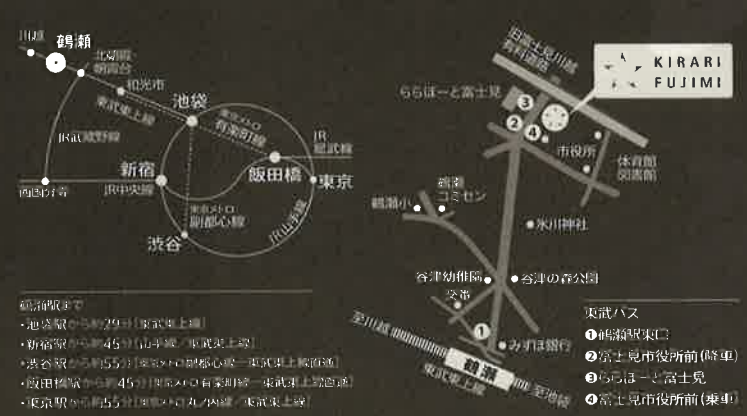 川越
鶴瀬
北朝霞
朝霞台
和光市
東武東上線
池袋
東京メトロ
有楽町線
JR武蔵野線
JR
総武線
新宿
飯田橋
東京
西国分寺
JR中央線
東京メトロ
副都心線
JR山手線
渋谷
鶴瀬駅まで
・池袋駅から約29分[東武東上線]
・新宿駅から約45分[山手線/東武東上線]
・渋谷駅から約55分[東京メトロ副都心線—東武東上線直通]
・飯田橋駅から約45分[東京メトロ有楽町線—東武東上線直通]
・東京駅から約55分[東京メトロ丸ノ内線/東武東上線]
旧富士見川越
有料道路
KIRARI
FUJIMI
ららぽーと富士見
3
2
4
市役所
体育館
図書館
鶴瀬
コミセン
鶴瀬小
氷川神社
谷津幼稚園
谷津の森公園
交番
至川越
1
みずほ銀行
鶴瀬
東武東上線
至池袋
東武バス
❶鶴瀬駅東口
❷富士見市役所前(降車)
❸ららぽーと富士見
❹富士見市役所前(乗車)